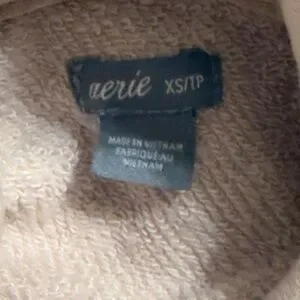 aerie XS/TP
MADE IN VIETNAM
FABRIQUÉ AU
VIETNAM